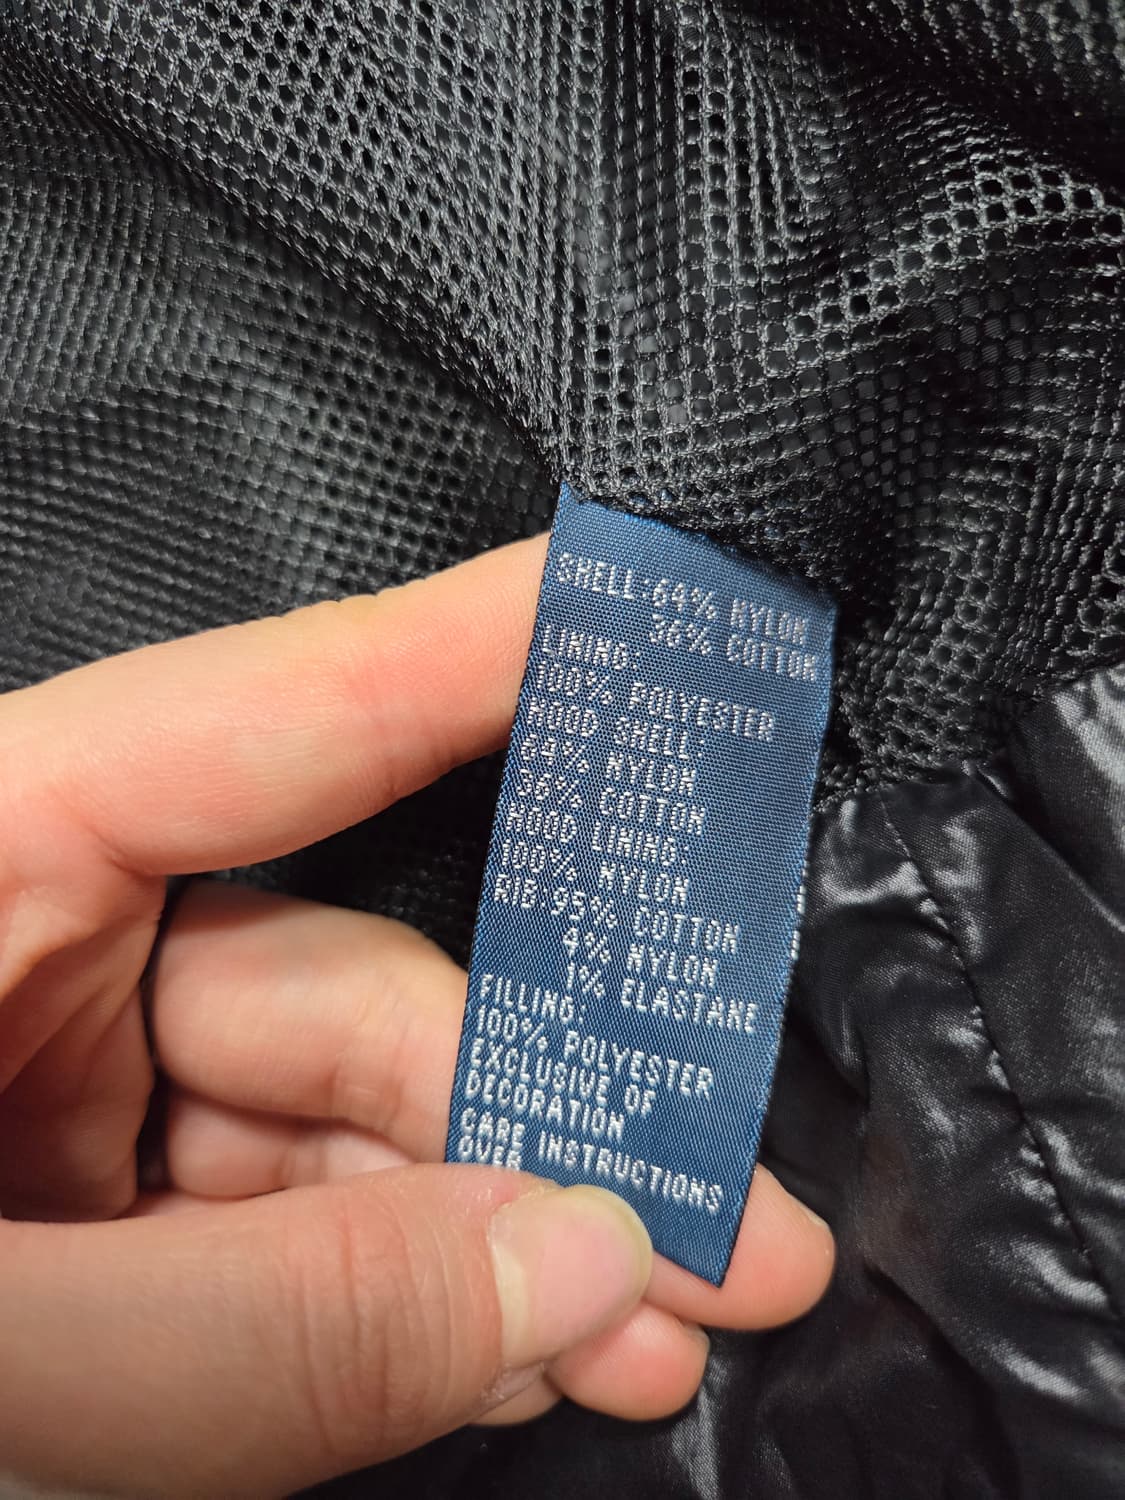 SHELL:64% NYLON
36% COTTON
LINING:
100% POLYESTER
HOOD SHELL:
64% NYLON
36% COTTON
HOOD LINING:
100% NYLON
RIB 95% COTTON
4% NYLON
1% ELASTANE
FILLING:
100% POLYESTER
EXCLUSIVE OF
DECORATION
CARE INSTRUCTIONS
OVER